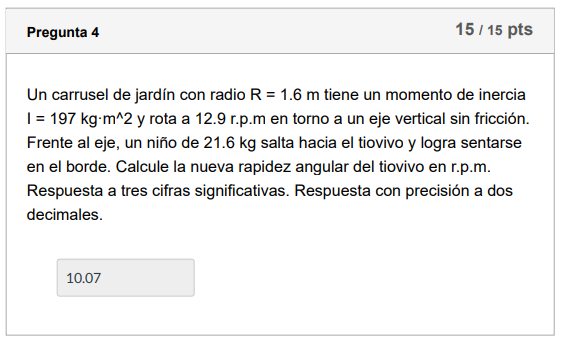 Pregunta 4
15 / 15 pts
Un carrusel de jardín con radio R = 1.6 m tiene un momento de inercia
I = 197 kg·m^2 y rota a 12.9 r.p.m en torno a un eje vertical sin fricción.
Frente al eje, un niño de 21.6 kg salta hacia el tiovivo y logra sentarse
en el borde. Calcule la nueva rapidez angular del tiovivo en r.p.m.
Respuesta a tres cifras significativas. Respuesta con precisión a dos
decimales.
10.07